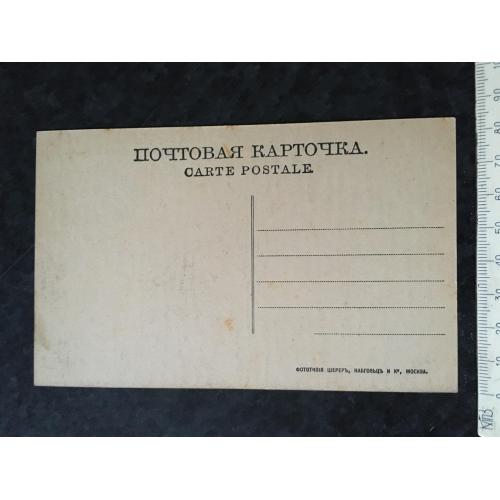 ПОЧТОВАЯ КАРТОЧКА.
CARTE POSTALE.
ФОТОТИПІЯ ШЕРЕРЪ, НАБГОЛЬЦЪ И Кº, МОСКВА.